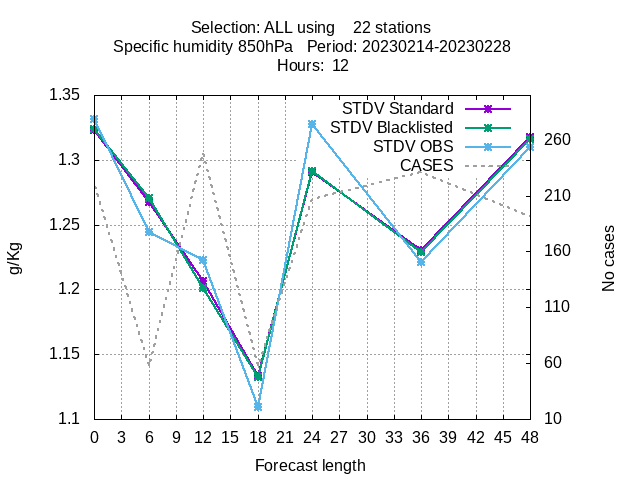 Selection: ALL using    22 stations
Specific humidity 850hPa   Period: 20230214-20230228
Hours:  12
STDV Standard
STDV Blacklisted
STDV OBS
CASES
1.35
1.3
1.25
1.2
1.15
1.1
g/Kg
260
210
160
110
60
10
No cases
0 3 6 9 12 15 18 21 24 27 30 33 36 39 42 45 48
Forecast length